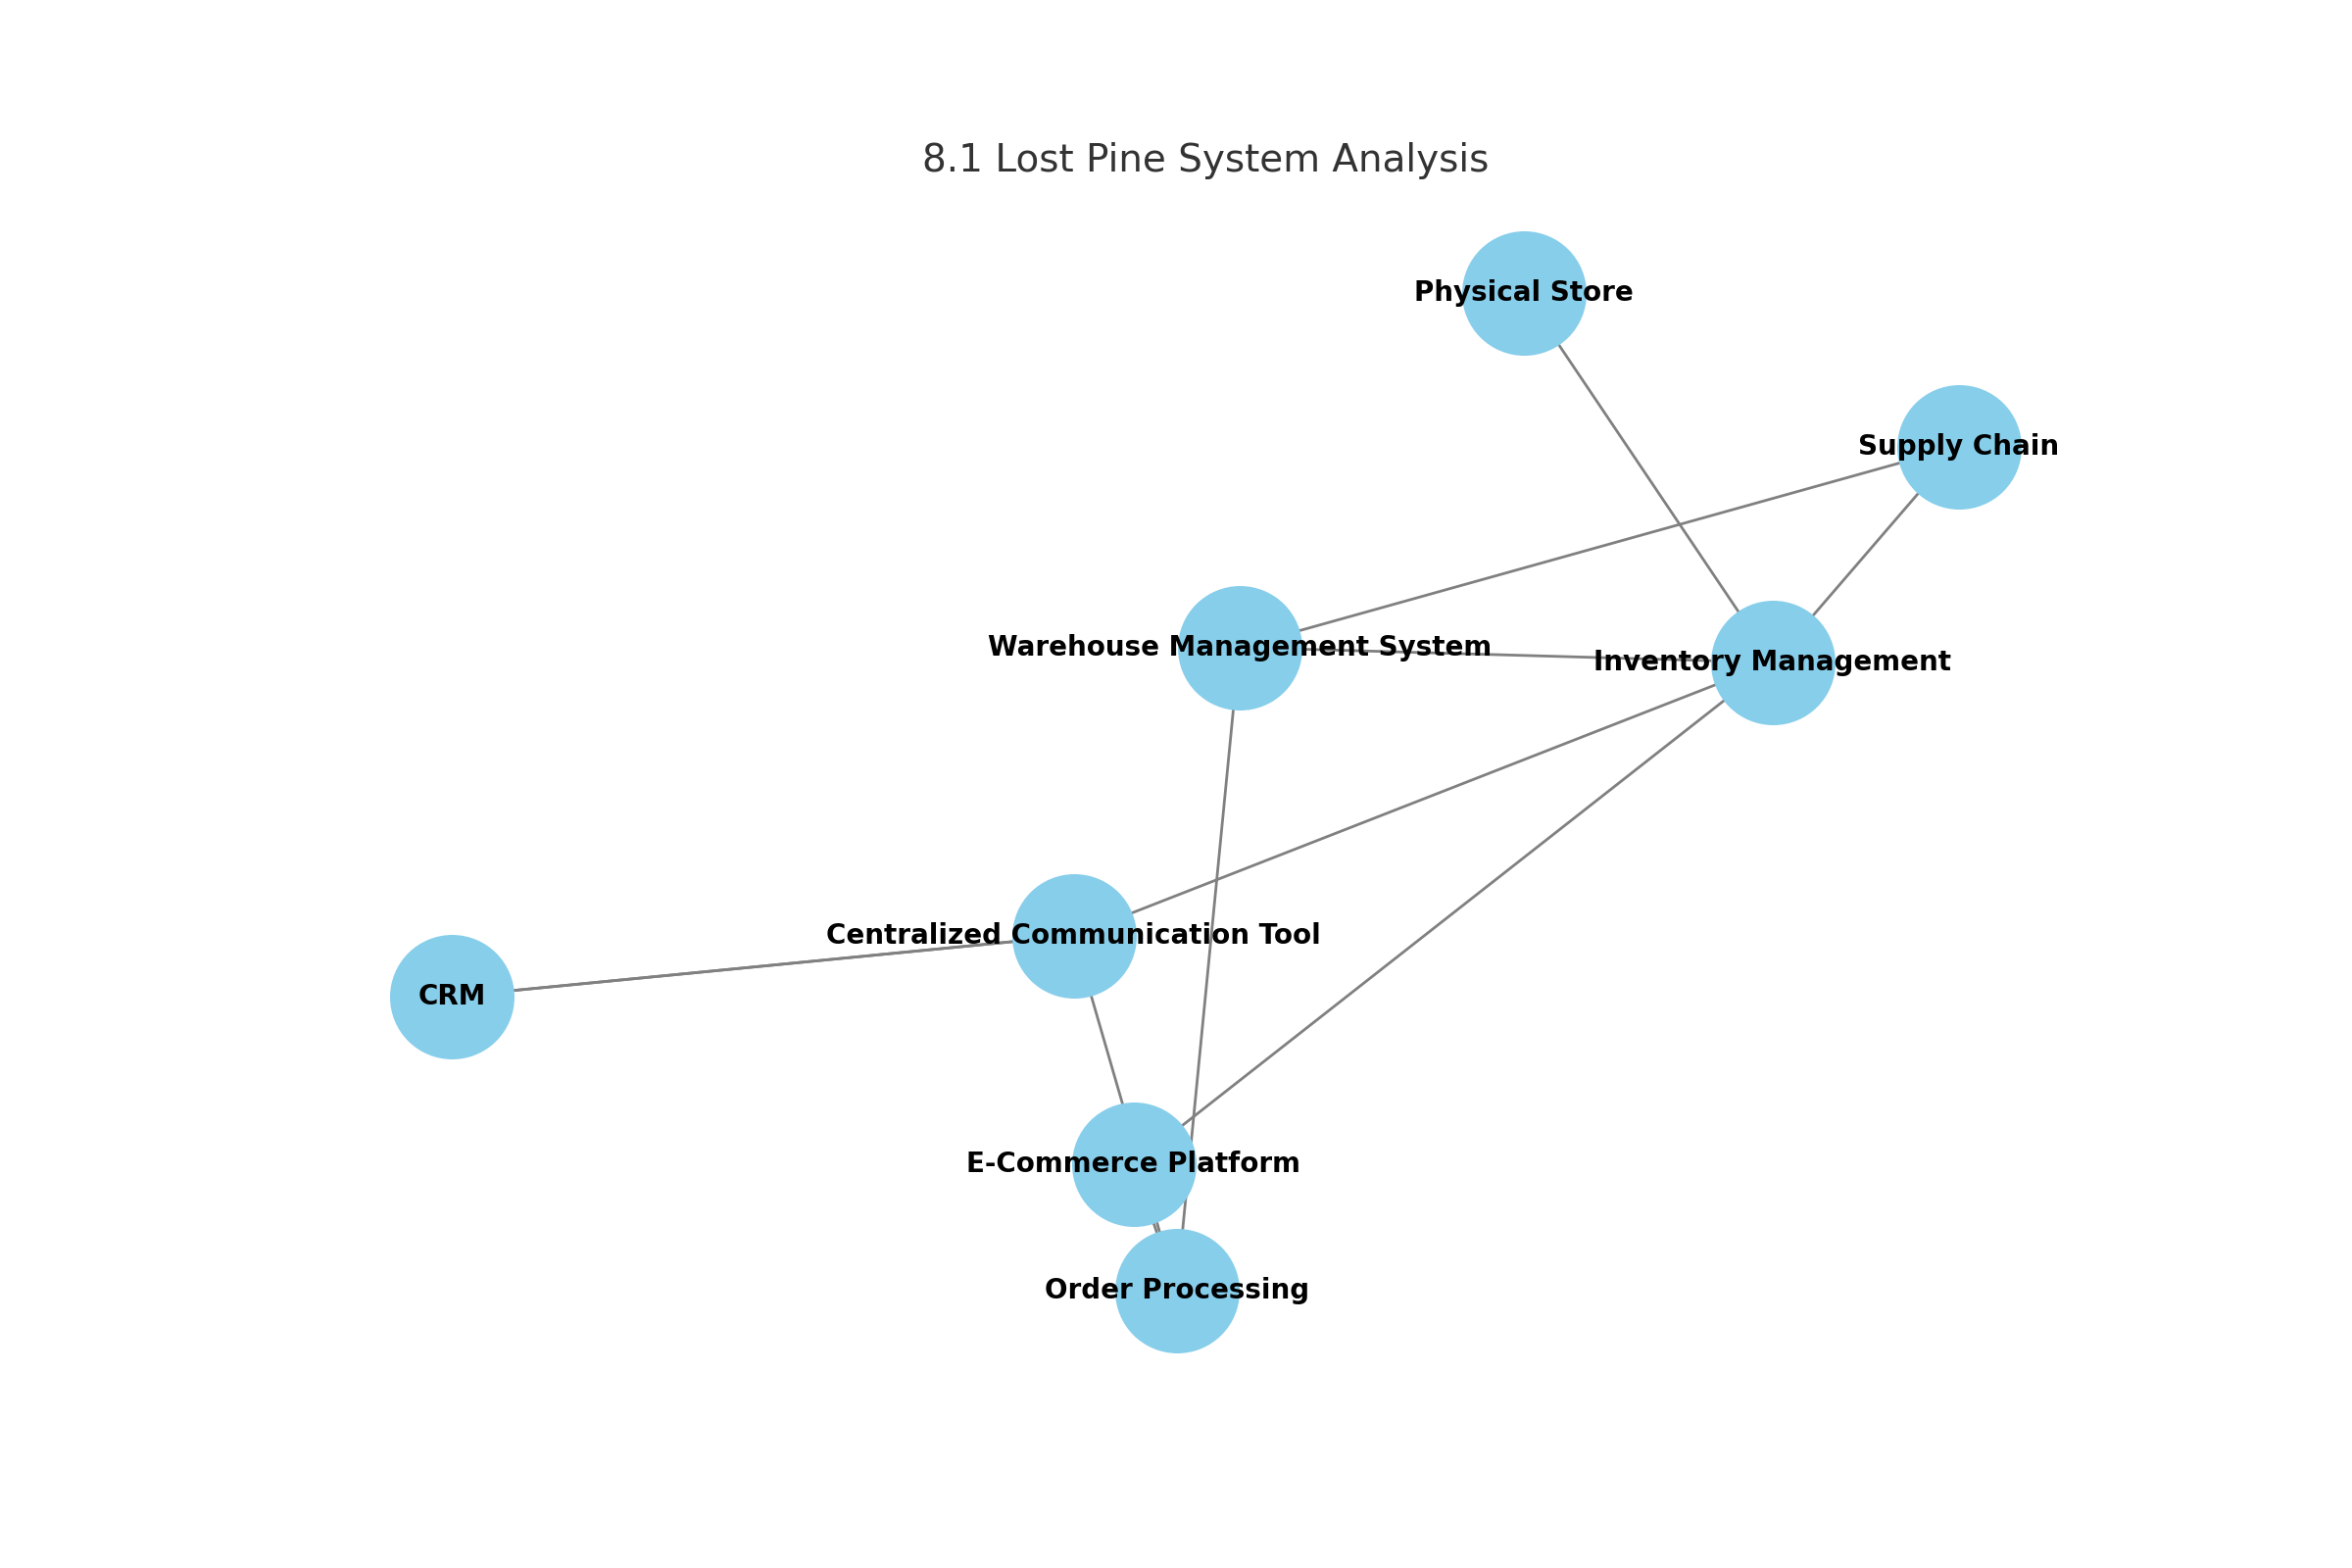 8.1 Lost Pine System Analysis
Physical Store
Supply Chain
Warehouse Management System
Inventory Management
Centralized Communication Tool
CRM
E-Commerce Platform
Order Processing